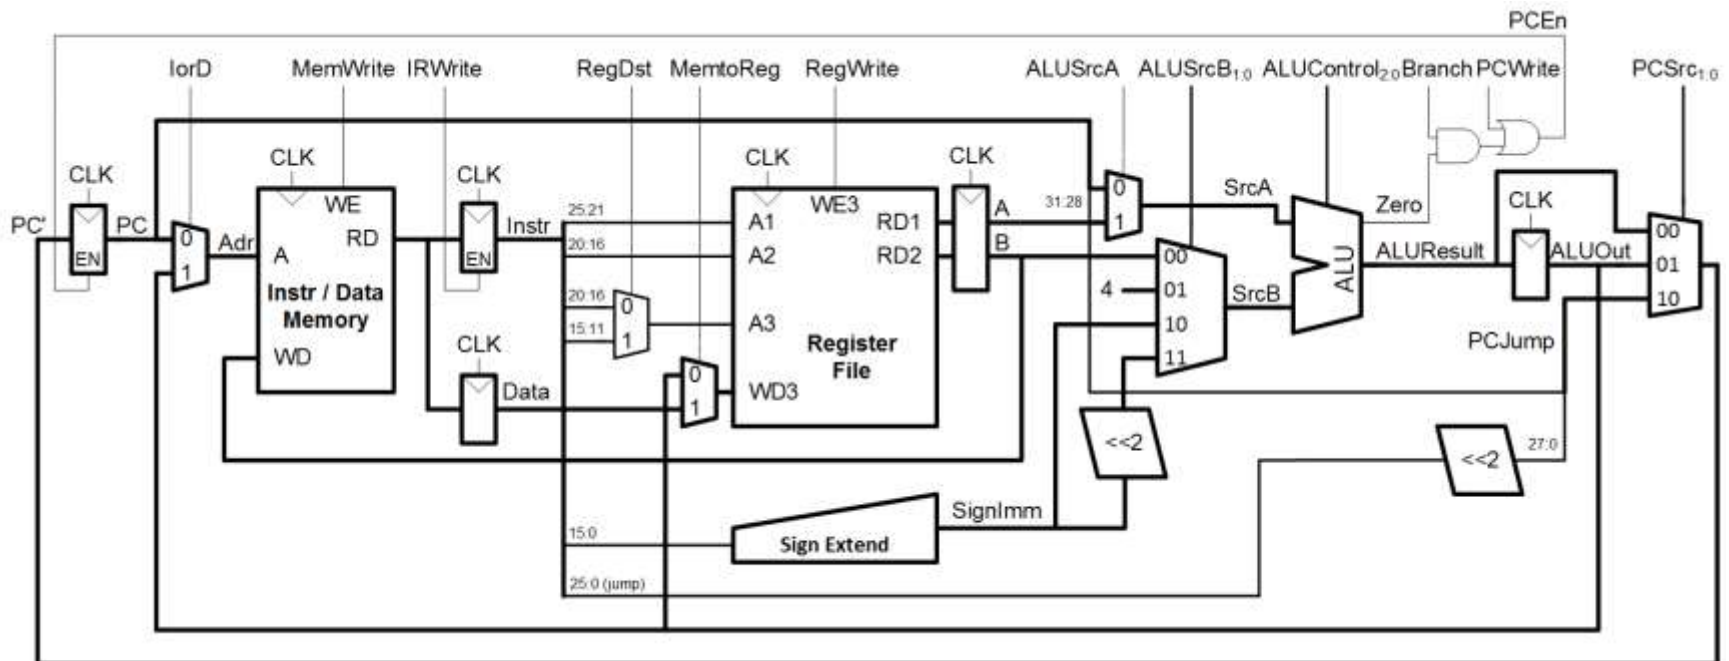 PCEn
IorD MemWrite IRWrite RegDst MemtoReg RegWrite ALUSrcA ALUSrcB1:0 ALUControl2:0 Branch PCWrite PCSrc1:0
CLK CLK CLK CLK CLK
PC' PC EN
0 1 Adr
WE
A RD
Instr / Data
Memory
WD
EN Instr
CLK
Data
25:21
20:16
20:16
15:11
15:0
25:0 (jump)
0
1
0
1
WE3
A1 RD1
A2 RD2
A3
Register
File
WD3
A
B
31:28
0
1
SrcA
00
4 01
10
11
SrcB
ALU
Zero
ALUResult
CLK
ALUOut
00
01
10
PCJump
<<2
<<2
27:0
SignImm
Sign Extend